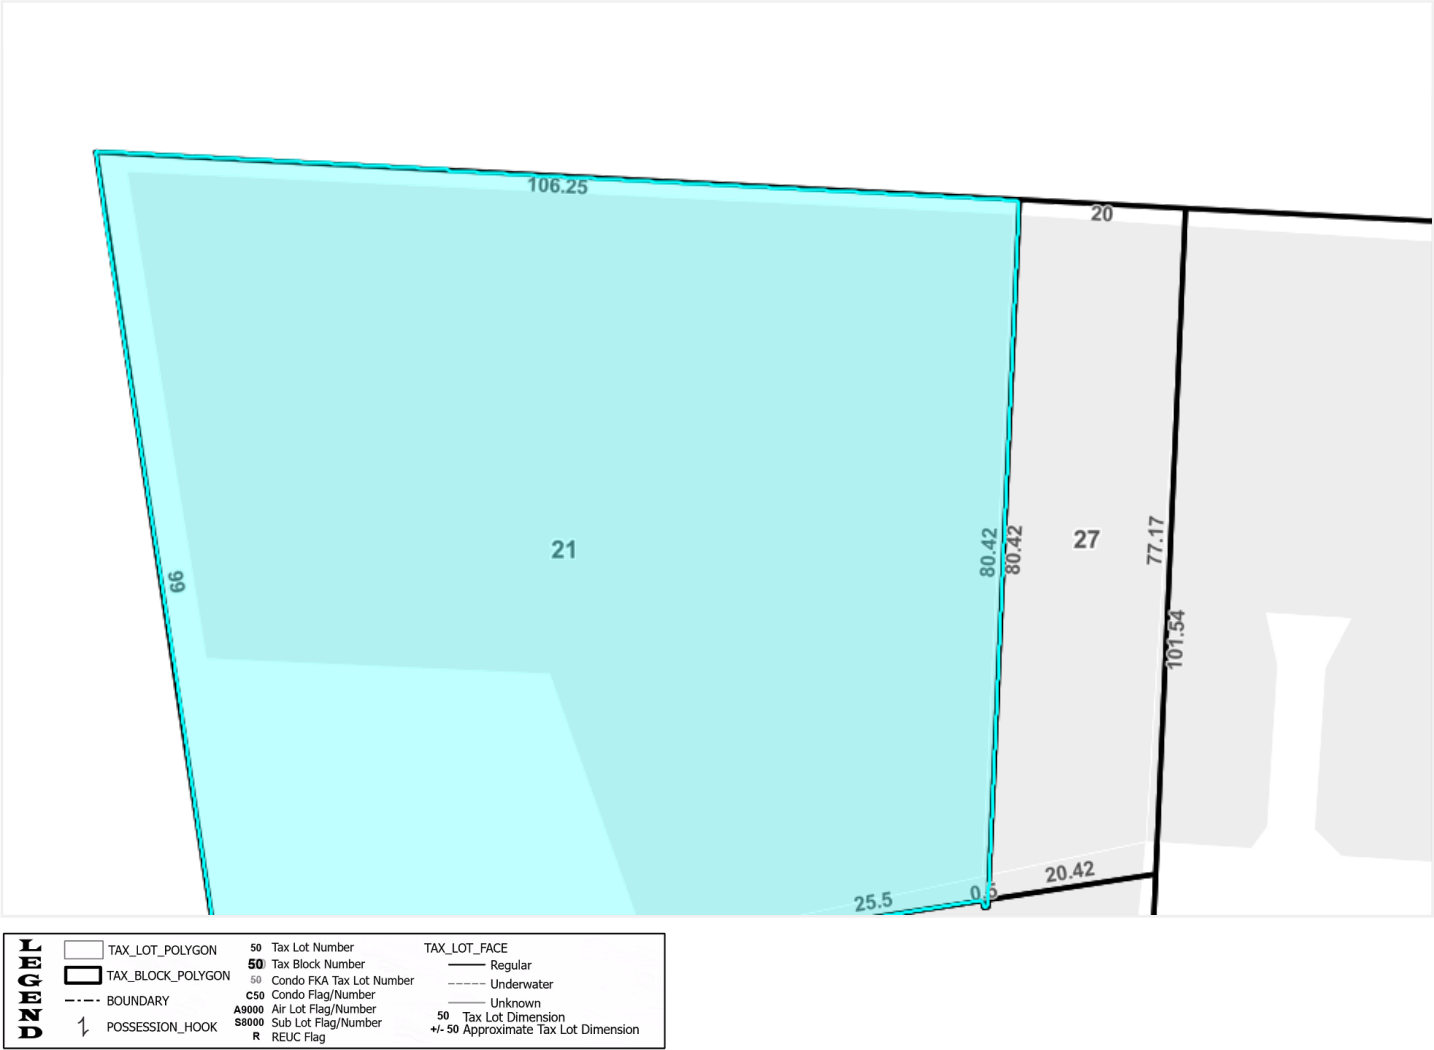 106.25
20
21
27
80.42
80.42
77.17
66
101.54
20.42
0.5
25.5
LEGEND
TAX_LOT_POLYGON
TAX_BLOCK_POLYGON
BOUNDARY
POSSESSION_HOOK
50 Tax Lot Number
50 Tax Block Number
50 Condo FKA Tax Lot Number
C50 Condo Flag/Number
A9000 Air Lot Flag/Number
S8000 Sub Lot Flag/Number
R REUC Flag
TAX_LOT_FACE
Regular
Underwater
Unknown
50 Tax Lot Dimension
+/- 50 Approximate Tax Lot Dimension